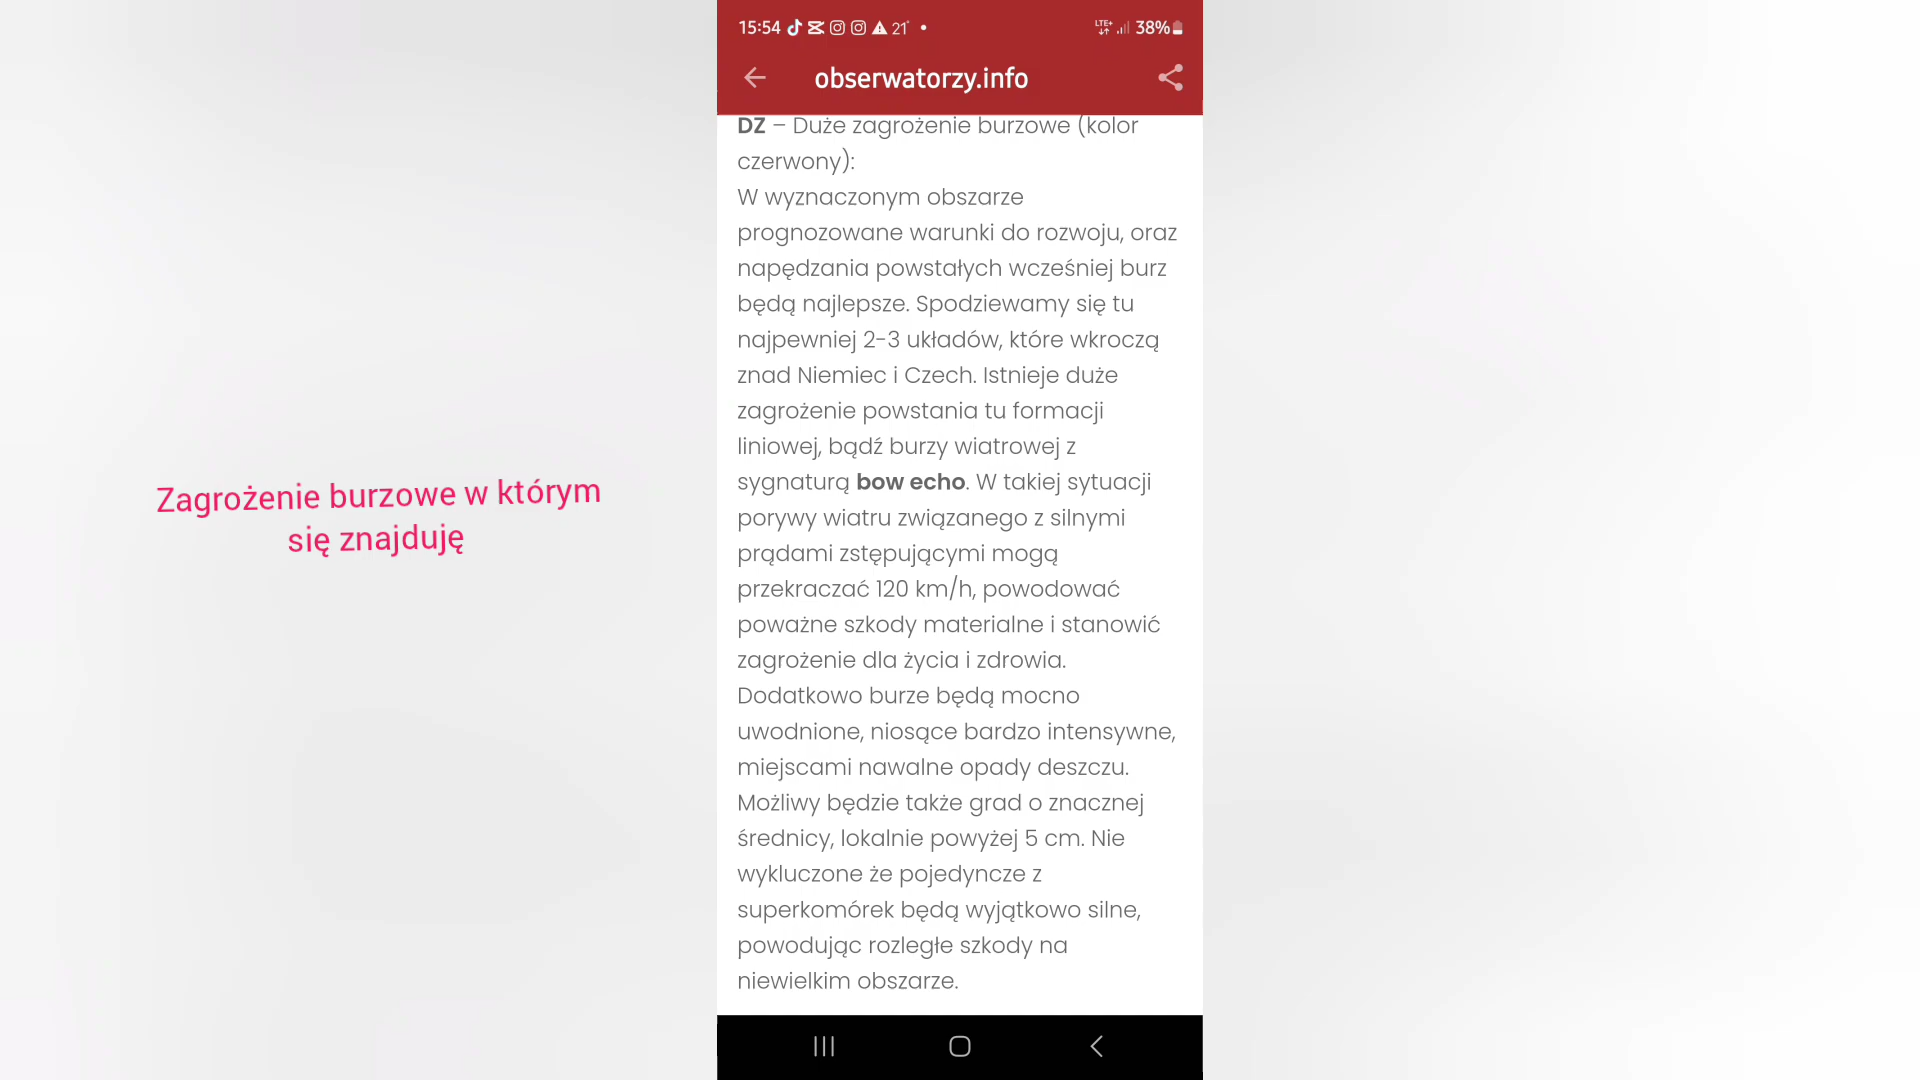 Zagrożenie burzowe w którym
się znajduję
15:54 21° 
LTE+ 38%
obserwatorzy.info
DZ – Duże zagrożenie burzowe (kolor
czerwony):
W wyznaczonym obszarze
prognozowane warunki do rozwoju, oraz
napędzania powstałych wcześniej burz
będą najlepsze. Spodziewamy się tu
najpewniej 2-3 układów, które wkroczą
znad Niemiec i Czech. Istnieje duże
zagrożenie powstania tu formacji
liniowej, bądź burzy wiatrowej z
sygnaturą bow echo. W takiej sytuacji
porywy wiatru związanego z silnymi
prądami zstępującymi mogą
przekraczać 120 km/h, powodować
poważne szkody materialne i stanowić
zagrożenie dla życia i zdrowia.
Dodatkowo burze będą mocno
uwodnione, niosące bardzo intensywne,
miejscami nawalne opady deszczu.
Możliwy będzie także grad o znacznej
średnicy, lokalnie powyżej 5 cm. Nie
wykluczone że pojedyncze z
superkomórek będą wyjątkowo silne,
powodując rozległe szkody na
niewielkim obszarze.